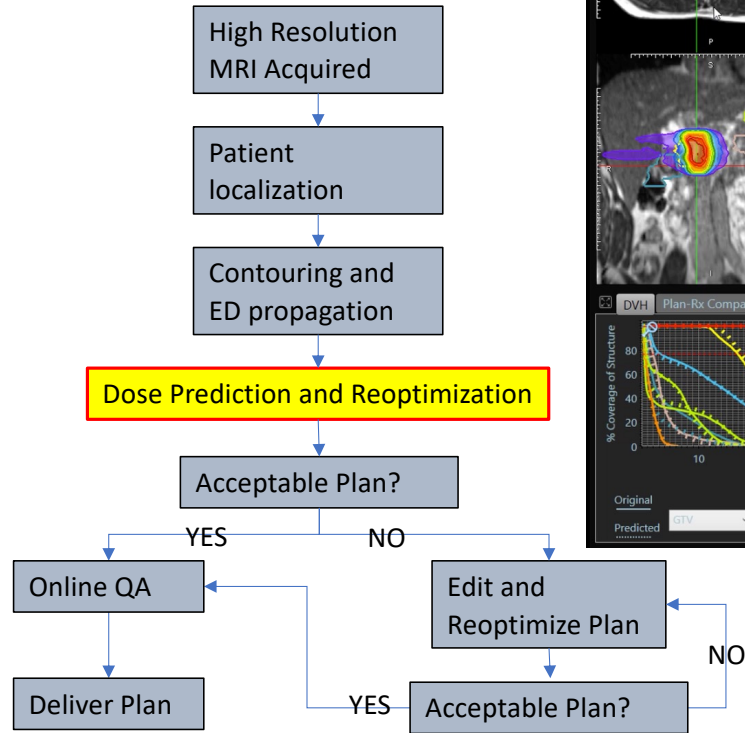 High Resolution
MRI Acquired
Patient
localization
Contouring and
ED propagation
Dose Prediction and Reoptimization
Acceptable Plan?
YES
NO
Online QA
Edit and
Reoptimize Plan
NO
Deliver Plan
YES
Acceptable Plan?
P
S
R
I
DVH
Plan-Rx Compa
% Coverage of Structure
80
60
40
20
0
10
Original
Predicted
GTV